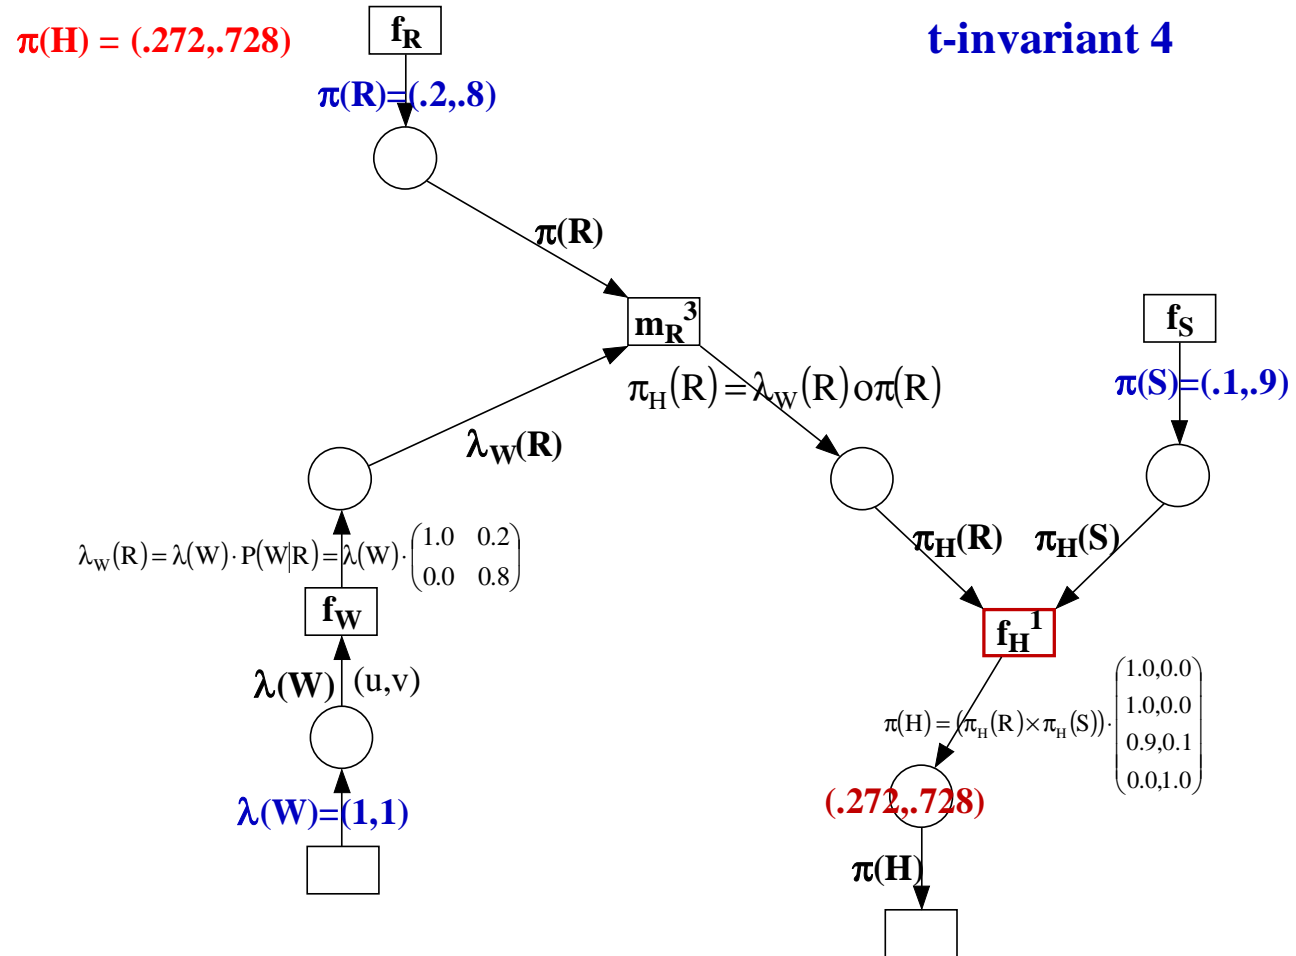 π(H) = (.272,.728)
f_R
t-invariant 4
π(R)=(.2,.8)
π(R)
m_R^3
f_S
π_H(R)=λ_W(R)oπ(R)
π(S)=(.1,.9)
λ_W(R)
λ_W(R)=λ(W)·P(W|R)=λ(W)·(1.0 0.2
0.0 0.8)
π_H(R)
π_H(S)
f_W
f_H^1
λ(W)
(u,v)
π(H)=(π_H(R)×π_H(S))·(1.0,0.0
1.0,0.0
0.9,0.1
0.0,1.0)
(.272,.728)
λ(W)=(1,1)
π(H)